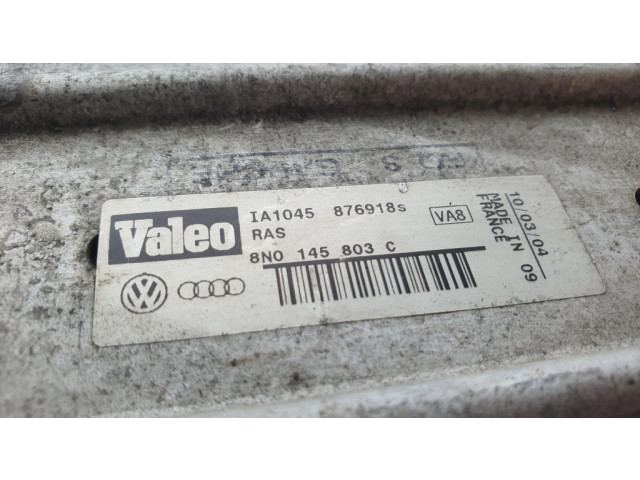 Valeo
IA1045 876918s
RAS
8N0 145 803 C
VA8
10/03/04
MADE IN 09
FRANCE